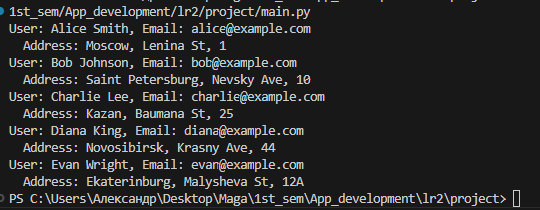 1st_sem/App_development/lr2/project/main.py
User: Alice Smith, Email: alice@example.com
Address: Moscow, Lenina St, 1
User: Bob Johnson, Email: bob@example.com
Address: Saint Petersburg, Nevsky Ave, 10
User: Charlie Lee, Email: charlie@example.com
Address: Kazan, Baumana St, 25
User: Diana King, Email: diana@example.com
Address: Novosibirsk, Krasny Ave, 44
User: Evan Wright, Email: evan@example.com
Address: Ekaterinburg, Malysheva St, 12A
PS C:\Users\Александр\Desktop\Maga\1st_sem\App_development\lr2\project>